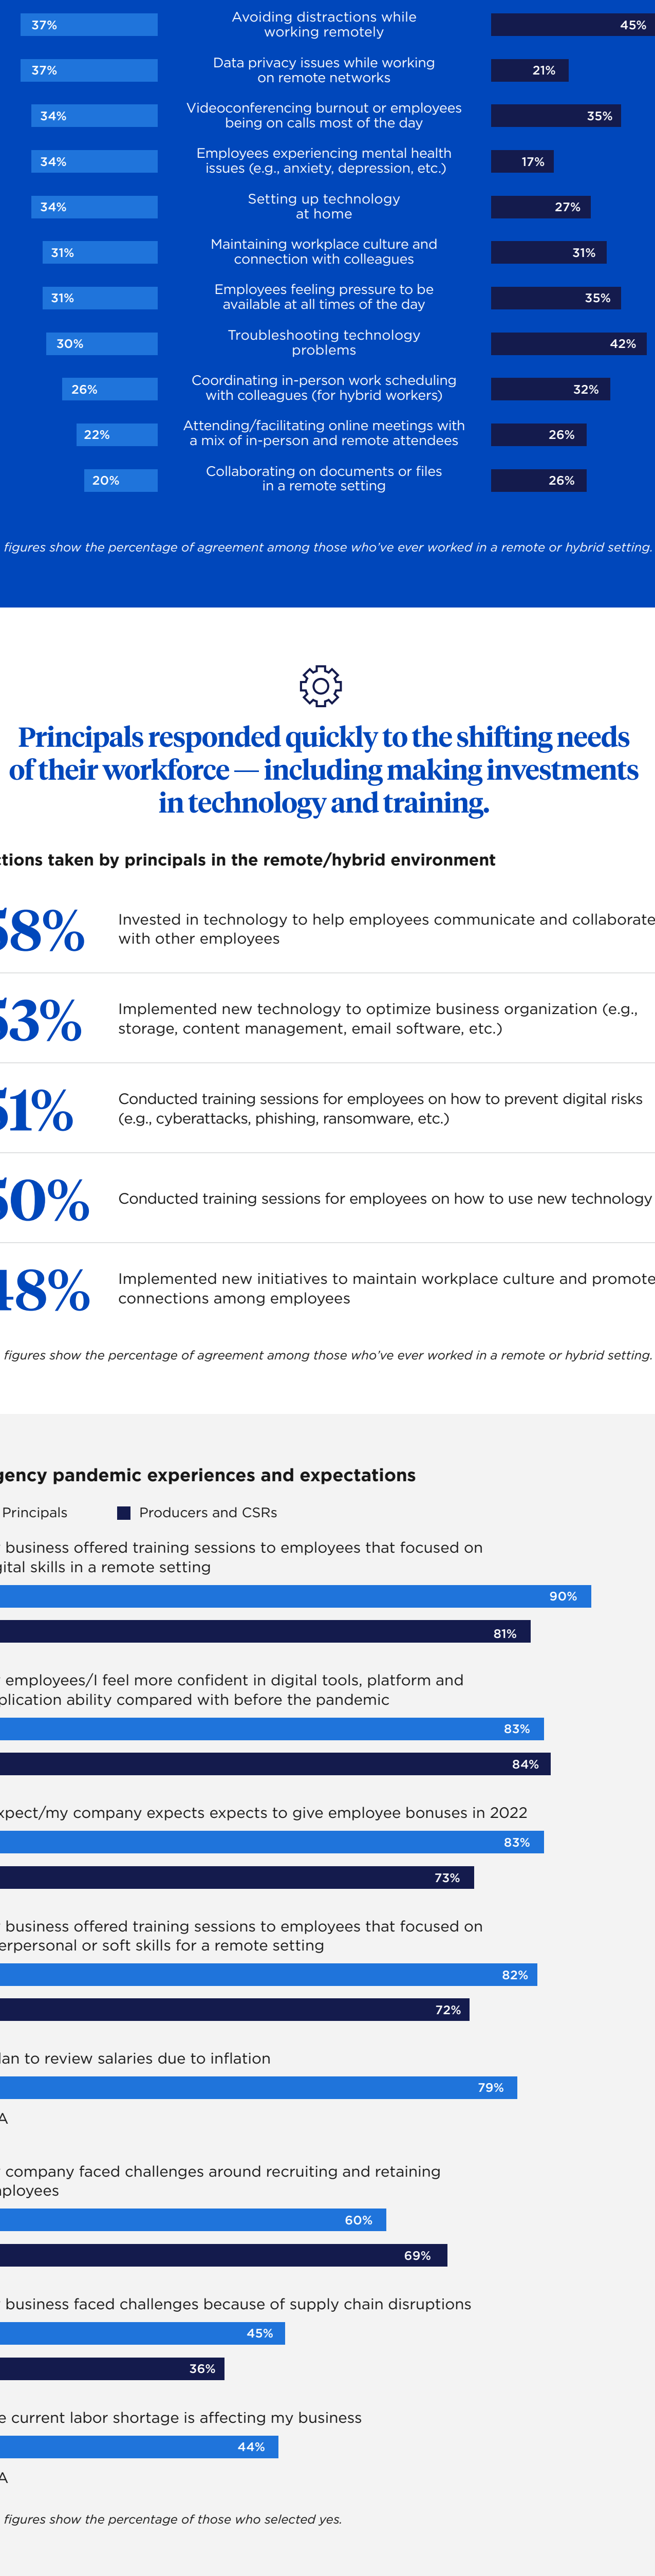 37%
Avoiding distractions while
working remotely
45%
37%
Data privacy issues while working
on remote networks
21%
34%
Videoconferencing burnout or employees
being on calls most of the day
35%
34%
Employees experiencing mental health
issues (e.g., anxiety, depression, etc.)
17%
34%
Setting up technology
at home
27%
31%
Maintaining workplace culture and
connection with colleagues
31%
31%
Employees feeling pressure to be
available at all times of the day
35%
30%
Troubleshooting technology
problems
42%
26%
Coordinating in-person work scheduling
with colleagues (for hybrid workers)
32%
22%
Attending/facilitating online meetings with
a mix of in-person and remote attendees
26%
20%
Collaborating on documents or files
in a remote setting
26%
figures show the percentage of agreement among those who've ever worked in a remote or hybrid setting.
Principals responded quickly to the shifting needs
of their workforce — including making investments
in technology and training.
ctions taken by principals in the remote/hybrid environment
58%
Invested in technology to help employees communicate and collaborate
with other employees
53%
Implemented new technology to optimize business organization (e.g.,
storage, content management, email software, etc.)
51%
Conducted training sessions for employees on how to prevent digital risks
(e.g., cyberattacks, phishing, ransomware, etc.)
50%
Conducted training sessions for employees on how to use new technology
48%
Implemented new initiatives to maintain workplace culture and promote
connections among employees
figures show the percentage of agreement among those who've ever worked in a remote or hybrid setting.
gency pandemic experiences and expectations
Principals
Producers and CSRs
business offered training sessions to employees that focused on
gital skills in a remote setting
90%
81%
employees/I feel more confident in digital tools, platform and
plication ability compared with before the pandemic
83%
84%
xpect/my company expects expects to give employee bonuses in 2022
83%
73%
business offered training sessions to employees that focused on
erpersonal or soft skills for a remote setting
82%
72%
lan to review salaries due to inflation
79%
A
company faced challenges around recruiting and retaining
ployees
60%
69%
business faced challenges because of supply chain disruptions
45%
36%
e current labor shortage is affecting my business
44%
A
figures show the percentage of those who selected yes.